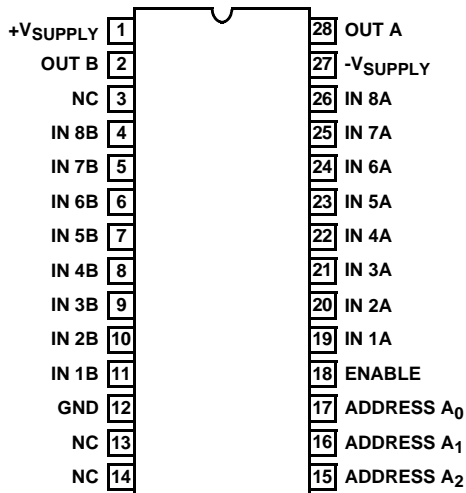 +VSUPPLY 1 28 OUT A
OUT B 2 27 -VSUPPLY
NC 3 26 IN 8A
IN 8B 4 25 IN 7A
IN 7B 5 24 IN 6A
IN 6B 6 23 IN 5A
IN 5B 7 22 IN 4A
IN 4B 8 21 IN 3A
IN 3B 9 20 IN 2A
IN 2B 10 19 IN 1A
IN 1B 11 18 ENABLE
GND 12 17 ADDRESS A0
NC 13 16 ADDRESS A1
NC 14 15 ADDRESS A2